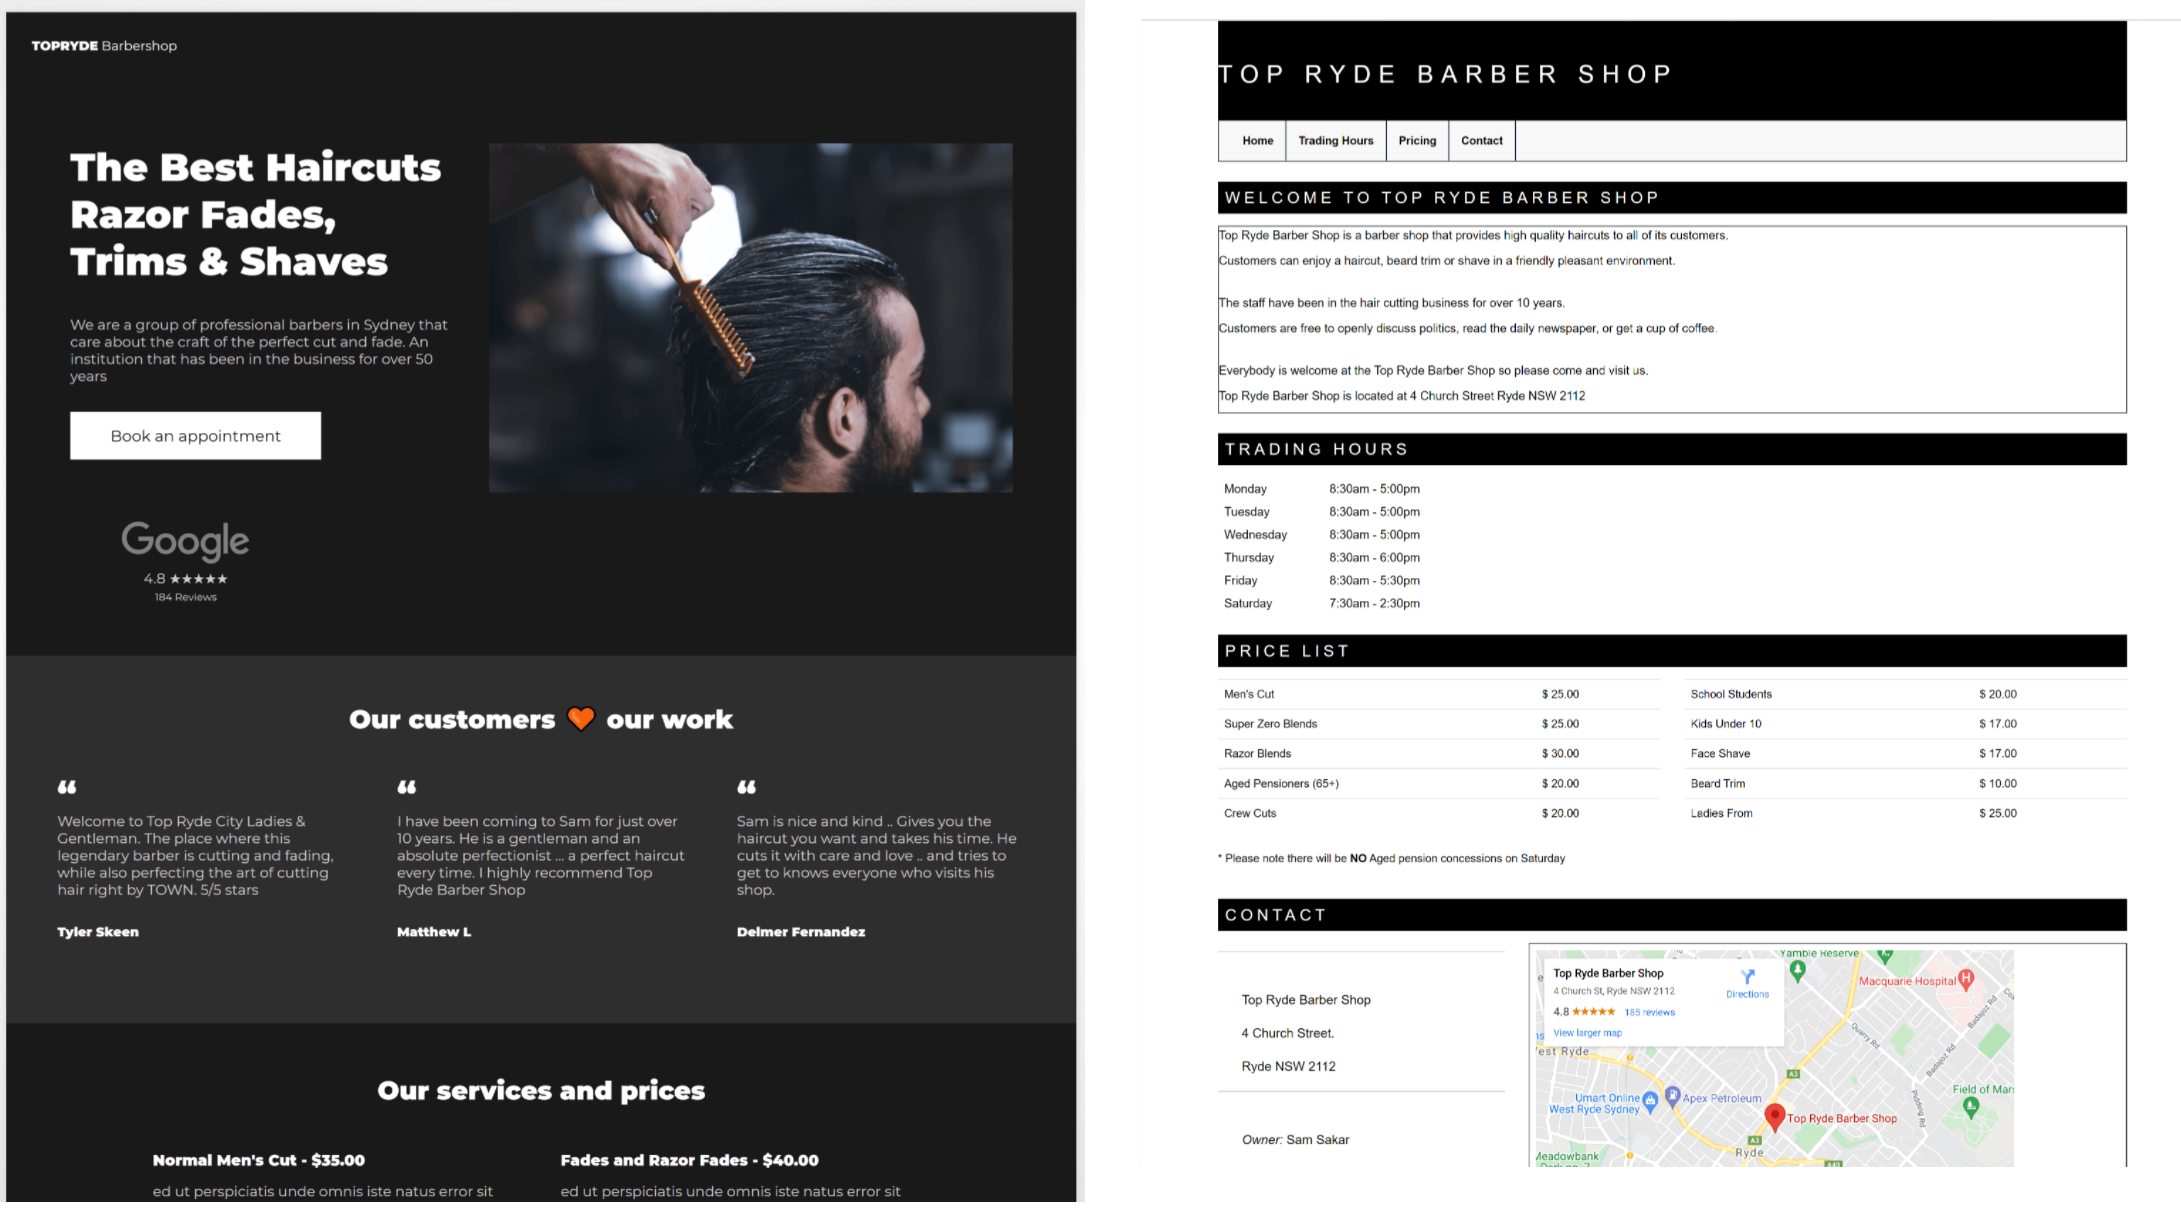 TOPRYDE Barbershop
The Best Haircuts
Razor Fades,
Trims & Shaves
We are a group of professional barbers in Sydney that
care about the craft of the perfect cut and fade. An
institution that has been in the business for over 50
years
Book an appointment
Google
4.8 ★★★★★
184 Reviews
Our customers 🧡 our work
“
Welcome to Top Ryde City Ladies &
Gentleman. The place where this
legendary barber is cutting and fading,
while also perfecting the art of cutting
hair right by TOWN. 5/5 stars
Tyler Skeen
“
I have been coming to Sam for just over
10 years. He is a gentleman and an
absolute perfectionist ... a perfect haircut
every time. I highly recommend Top
Ryde Barber Shop
Matthew L
“
Sam is nice and kind .. Gives you the
haircut you want and takes his time. He
cuts it with care and love .. and tries to
get to knows everyone who visits his
shop.
Delmer Fernandez
Our services and prices
Normal Men's Cut - $35.00
ed ut perspiciatis unde omnis iste natus error sit
Fades and Razor Fades - $40.00
ed ut perspiciatis unde omnis iste natus error sit
TOP RYDE BARBER SHOP
Home Trading Hours Pricing Contact
WELCOME TO TOP RYDE BARBER SHOP
Top Ryde Barber Shop is a barber shop that provides high quality haircuts to all of its customers.
Customers can enjoy a haircut, beard trim or shave in a friendly pleasant environment.
The staff have been in the hair cutting business for over 10 years.
Customers are free to openly discuss politics, read the daily newspaper, or get a cup of coffee.
Everybody is welcome at the Top Ryde Barber Shop so please come and visit us.
Top Ryde Barber Shop is located at 4 Church Street Ryde NSW 2112
TRADING HOURS
Monday 8:30am - 5:00pm
Tuesday 8:30am - 5:00pm
Wednesday 8:30am - 5:00pm
Thursday 8:30am - 6:00pm
Friday 8:30am - 5:30pm
Saturday 7:30am - 2:30pm
PRICE LIST
Men's Cut $ 25.00 School Students $ 20.00
Super Zero Blends $ 25.00 Kids Under 10 $ 17.00
Razor Blends $ 30.00 Face Shave $ 17.00
Aged Pensioners (65+) $ 20.00 Beard Trim $ 10.00
Crew Cuts $ 20.00 Ladies From $ 25.00
* Please note there will be NO Aged pension concessions on Saturday
CONTACT
Top Ryde Barber Shop
4 Church Street.
Ryde NSW 2112
Owner: Sam Sakar
Top Ryde Barber Shop
4 Church St, Ryde NSW 2112
Directions
4.8 ★★★★★ 185 reviews
View larger map
Yamble Reserve
Macquarie Hospital
H
Badajoz Rd
Quarry Rd
Badajoz Rd
Pidding Rd
Field of Mar
est Ryde
A3
Umart Online
West Ryde Sydney
Apex Petroleum
Top Ryde Barber Shop
A3
Ryde
Meadowbank